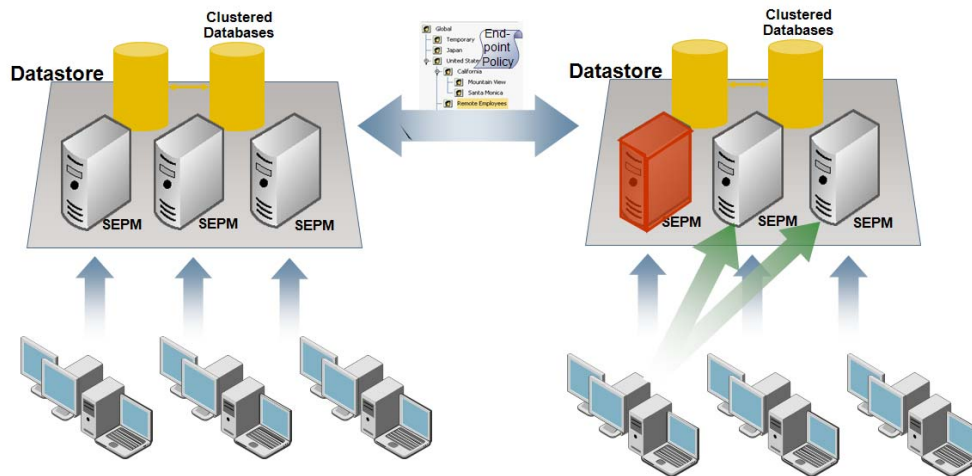 Clustered
Databases
Datastore
SEPM
SEPM
SEPM
Global
Temporary
Japan
United States
California
Mountain View
Santa Monica
Remote Employees
End-
point
Policy
Clustered
Databases
Datastore
SEPM
SEPM
SEPM